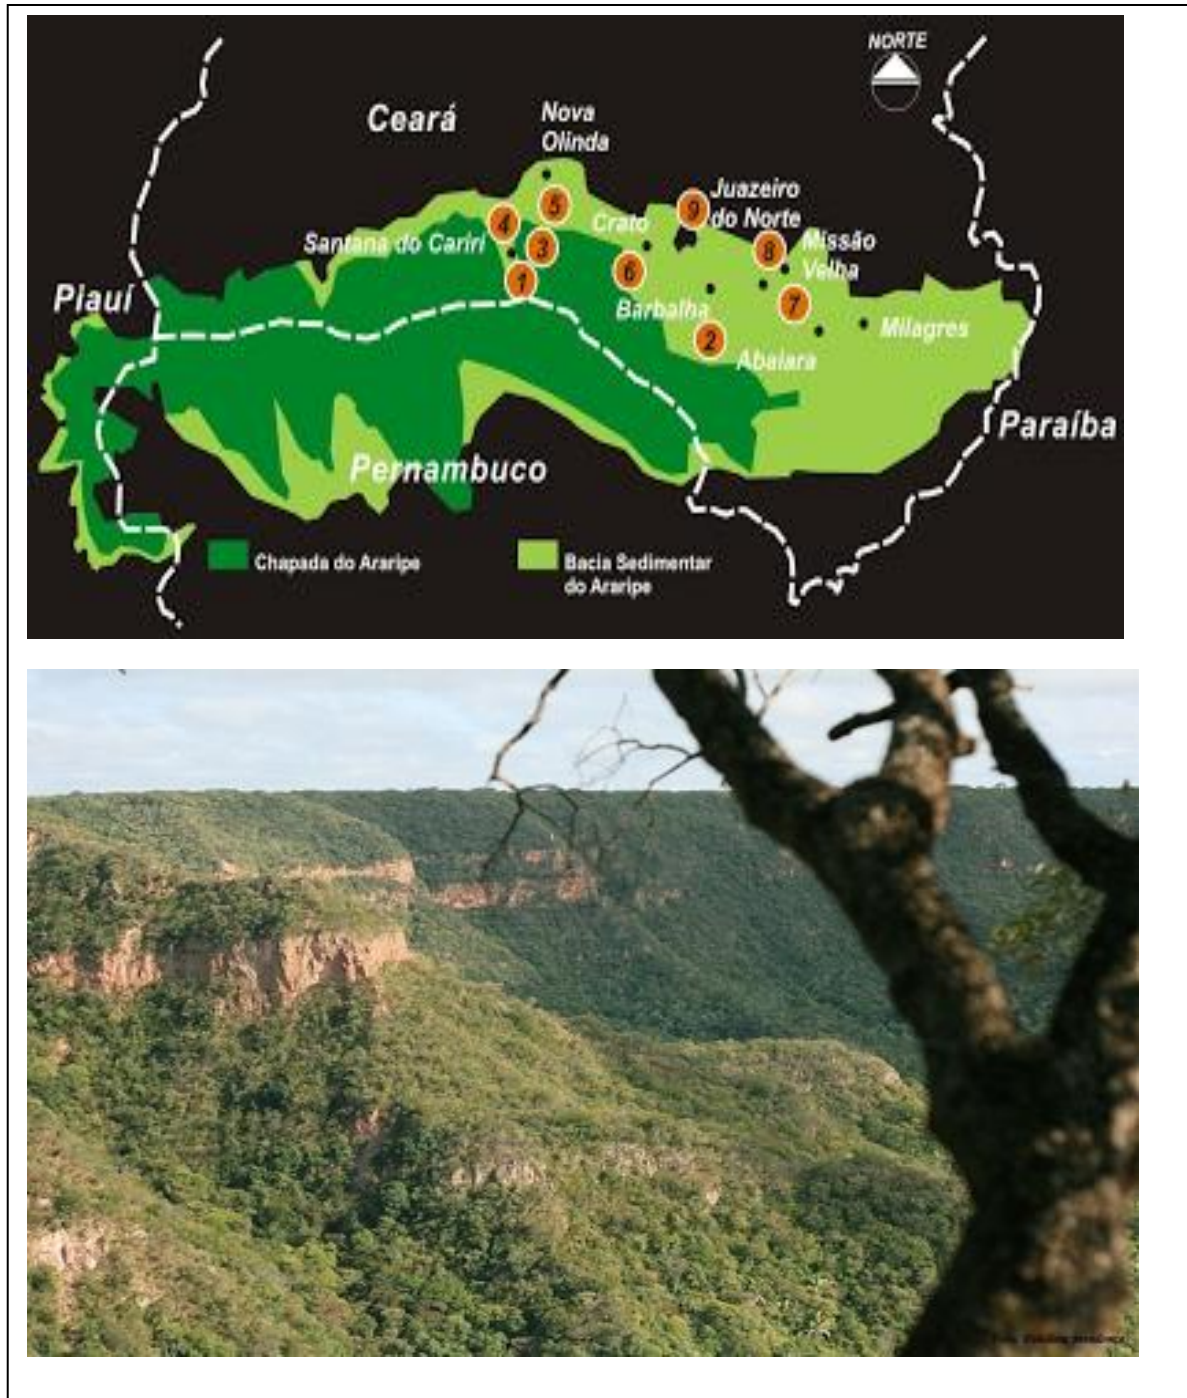 NORTE
Ceará
Nova
Olinda
Juazeiro
do Norte
9
5
4
Crato
Santana do Cariri
3
8
Missão
Velha
6
1
Piauí
7
Barbalha
2
Milagres
Abaiara
Paraíba
Pernambuco
Chapada do Araripe
Bacia Sedimentar
do Araripe